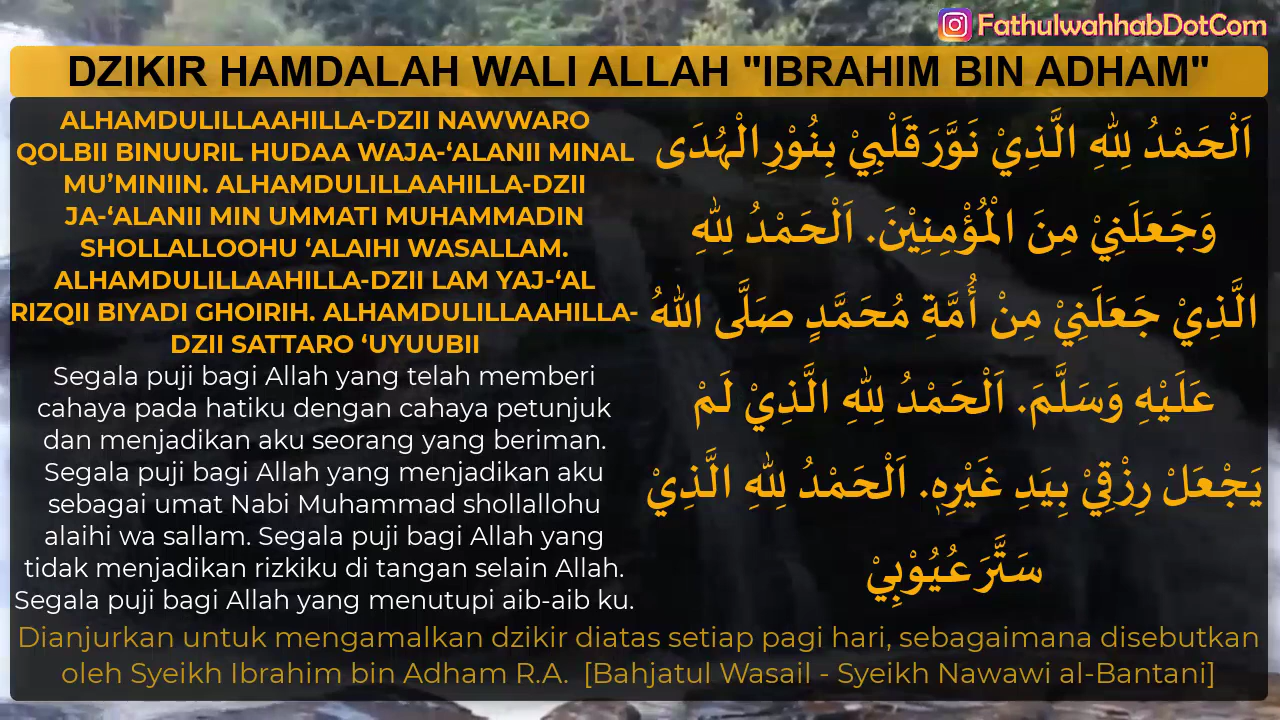 FathulwahhabDotCom
DZIKIR HAMDALAH WALI ALLAH "IBRAHIM BIN ADHAM"
ALHAMDULILLAAHILLA-DZII NAWWARO
QOLBII BINUURIL HUDAA WAJA-‘ALANII MINAL
MU’MINIIN. ALHAMDULILLAAHILLA-DZII
JA-‘ALANII MIN UMMATI MUHAMMADIN
SHOLLALLOOHU ‘ALAIHI WASALLAM.
ALHAMDULILLAAHILLA-DZII LAM YAJ-‘AL
RIZQII BIYADI GHOIRIH. ALHAMDULILLAAHILLA-
DZII SATTARO ‘UYUUBII
Segala puji bagi Allah yang telah memberi
cahaya pada hatiku dengan cahaya petunjuk
dan menjadikan aku seorang yang beriman.
Segala puji bagi Allah yang menjadikan aku
sebagai umat Nabi Muhammad shollallohu
alaihi wa sallam. Segala puji bagi Allah yang
tidak menjadikan rizkiku di tangan selain Allah.
Segala puji bagi Allah yang menutupi aib-aib ku.
اَلْحَمْدُ لِلّٰهِ الَّذِيْ نَوَّرَ قَلْبِيْ بِنُوْرِ الْهُدَى
وَجَعَلَنِيْ مِنَ الْمُؤْمِنِيْنَ. اَلْحَمْدُ لِلّٰهِ
الَّذِيْ جَعَلَنِيْ مِنْ أُمَّةِ مُحَمَّدٍ صَلَّى اللهُ
عَلَيْهِ وَسَلَّمَ. اَلْحَمْدُ لِلّٰهِ الَّذِيْ لَمْ
يَجْعَلْ رِزْقِيْ بِيَدِ غَيْرِهٖ. اَلْحَمْدُ لِلّٰهِ الَّذِيْ
سَتَّرَ عُيُوْبِيْ
Dianjurkan untuk mengamalkan dzikir diatas setiap pagi hari, sebagaimana disebutkan
oleh Syeikh Ibrahim bin Adham R.A. [Bahjatul Wasail - Syeikh Nawawi al-Bantani]